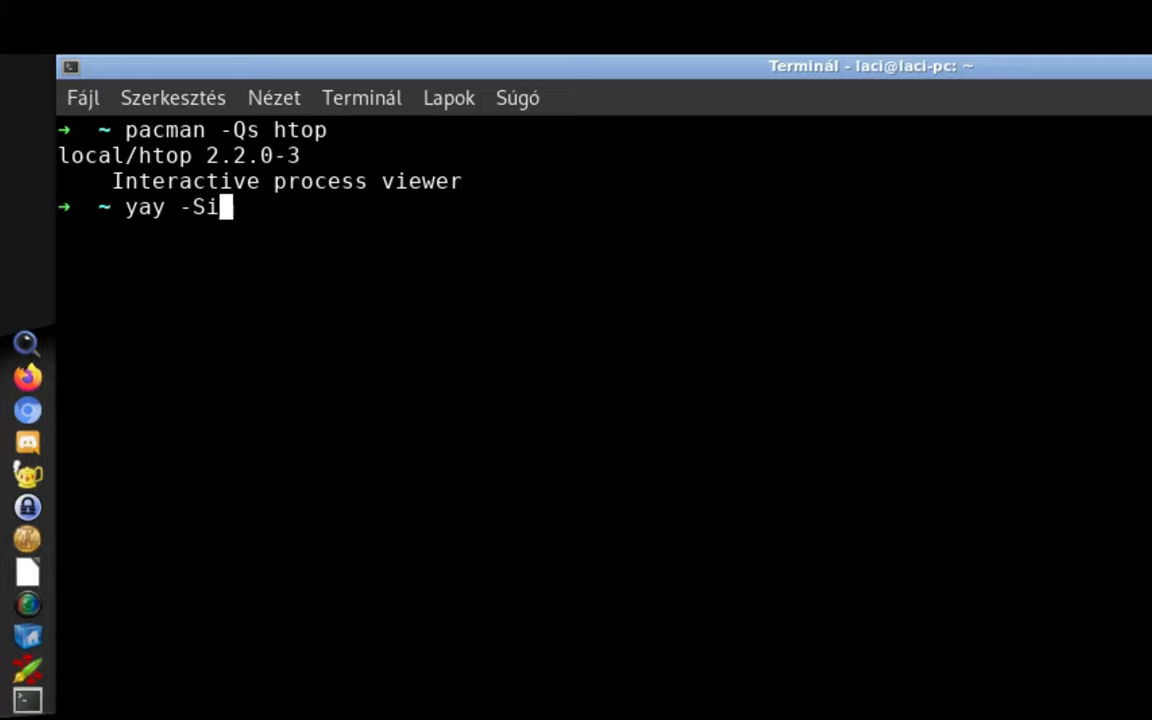 Terminál - laci@laci-pc: ~
Fájl Szerkesztés Nézet Terminál Lapok Súgó
➜ ~ pacman -Qs htop
local/htop 2.2.0-3
Interactive process viewer
➜ ~ yay -Si